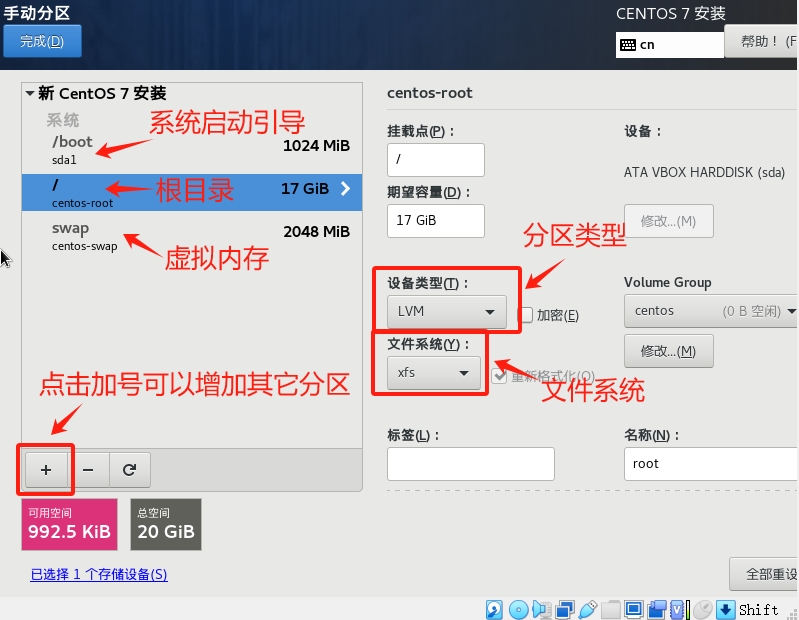 手动分区
CENTOS 7 安装
完成(D)
cn
帮助！(F
新 CentOS 7 安装
centos-root
系统
系统启动引导
/boot
1024 MiB
sda1
挂载点(P)：
设备：
/
/
17 GiB
根目录
centos-root
ATA VBOX HARDDISK (sda)
期望容量(D)：
17 GiB
修改...(M)
swap
2048 MiB
centos-swap
虚拟内存
分区类型
设备类型(T)：
Volume Group
LVM
加密(E)
centos
(0 B 空闲)
文件系统(Y)：
修改...(M)
xfs
重新格式化(O)
文件系统
点击加号可以增加其它分区
标签(L)：
名称(N)：
root
+
−
可用空间
992.5 KiB
总空间
20 GiB
已选择 1 个存储设备(S)
全部重设
Shift